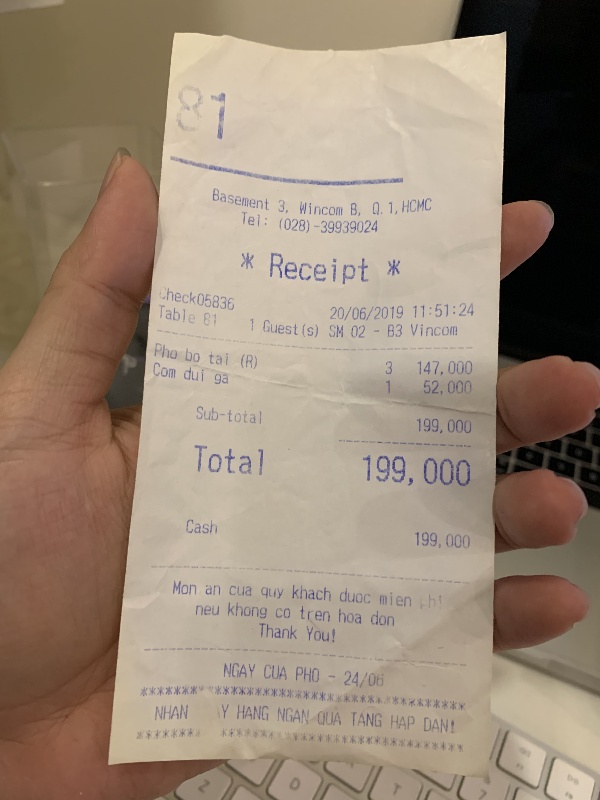 81
Basement 3, Wincom B, Q.1,HCMC
Tel: (028)-39939024
* Receipt *
Check05836 20/06/2019 11:51:24
Table 81 1 Guest(s) SM 02 - B3 Vincom
Pho bo tai (R) 3 147,000
Com dui ga 1 52,000
Sub-total 199,000
Total 199,000
Cash 199,000
Mon an cua quy khach duoc mien phi
neu khong co tren hoa don
Thank You!
NGAY CUA PHO - 24/06
NHAN Y HANG NGAN QUA TANG HAP DAN!